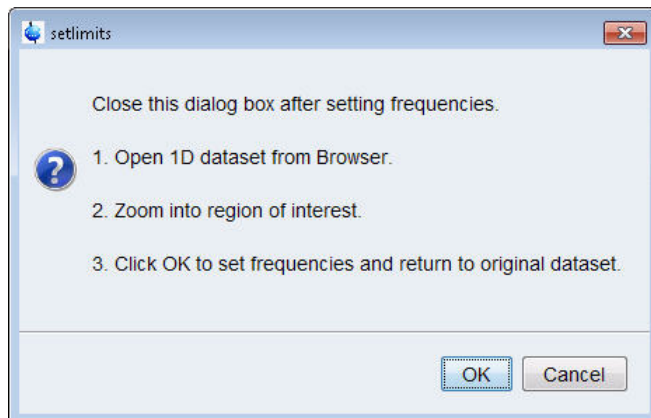 setlimits
Close this dialog box after setting frequencies.
1. Open 1D dataset from Browser.
2. Zoom into region of interest.
3. Click OK to set frequencies and return to original dataset.
OK
Cancel